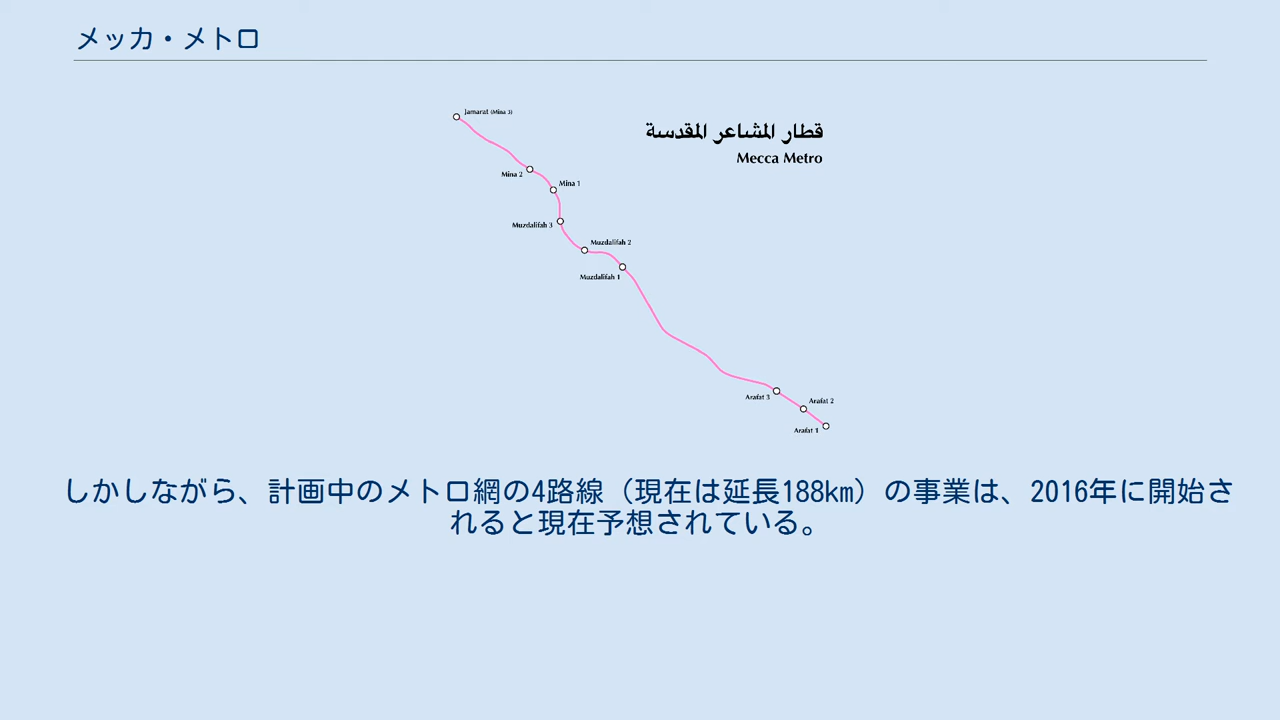 メッカ・メトロ
Jamarat (Mina 3)
قطار المشاعر المقدسة
Mecca Metro
Mina 2
Mina 1
Muzdalifah 3
Muzdalifah 2
Muzdalifah 1
Arafat 3
Arafat 2
Arafat 1
しかしながら、計画中のメトロ網の4路線（現在は延長188km）の事業は、2016年に開始さ
れると現在予想されている。